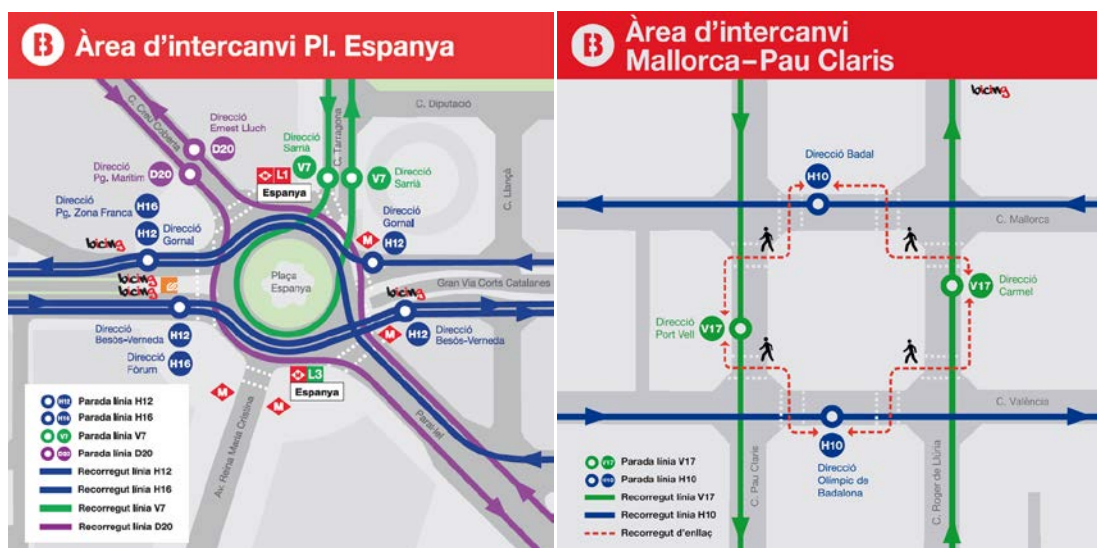 B Àrea d'intercanvi Pl. Espanya
C. Creu Coberta
Direcció
Ernest Lluch
D20
Direcció
Pg. Marítim
D20
Direcció
Sarrià
V7
C. Tarragona
C. Diputació
L1
Espanya
V7
Direcció
Sarrià
C. Llançà
Direcció
Pg. Zona Franca
H16
H12
Direcció
Gornal
bicing
Direcció
Gornal
M
H12
Plaça
Espanya
Gran Via Corts Catalanes
bicing
bicing
bicing
Direcció
Besòs-Verneda
H12
Direcció
Fòrum
H16
M
H12
Direcció
Besòs-Verneda
L3
Espanya
M
M
Av. Reina Maria Cristina
Paral·lel
H12 Parada línia H12
H16 Parada línia H16
V7 Parada línia V7
D20 Parada línia D20
Recorregut línia H12
Recorregut línia H16
Recorregut línia V7
Recorregut línia D20
B Àrea d'intercanvi
Mallorca–Pau Claris
bicing
Direcció Badal
H10
C. Mallorca
V17
Direcció
Carmel
Direcció
Port Vell
V17
C. València
H10
Direcció
Olímpic de
Badalona
C. Pau Claris
C. Roger de Llúria
V17 Parada línia V17
H10 Parada línia H10
Recorregut línia V17
Recorregut línia H10
Recorregut d'enllaç